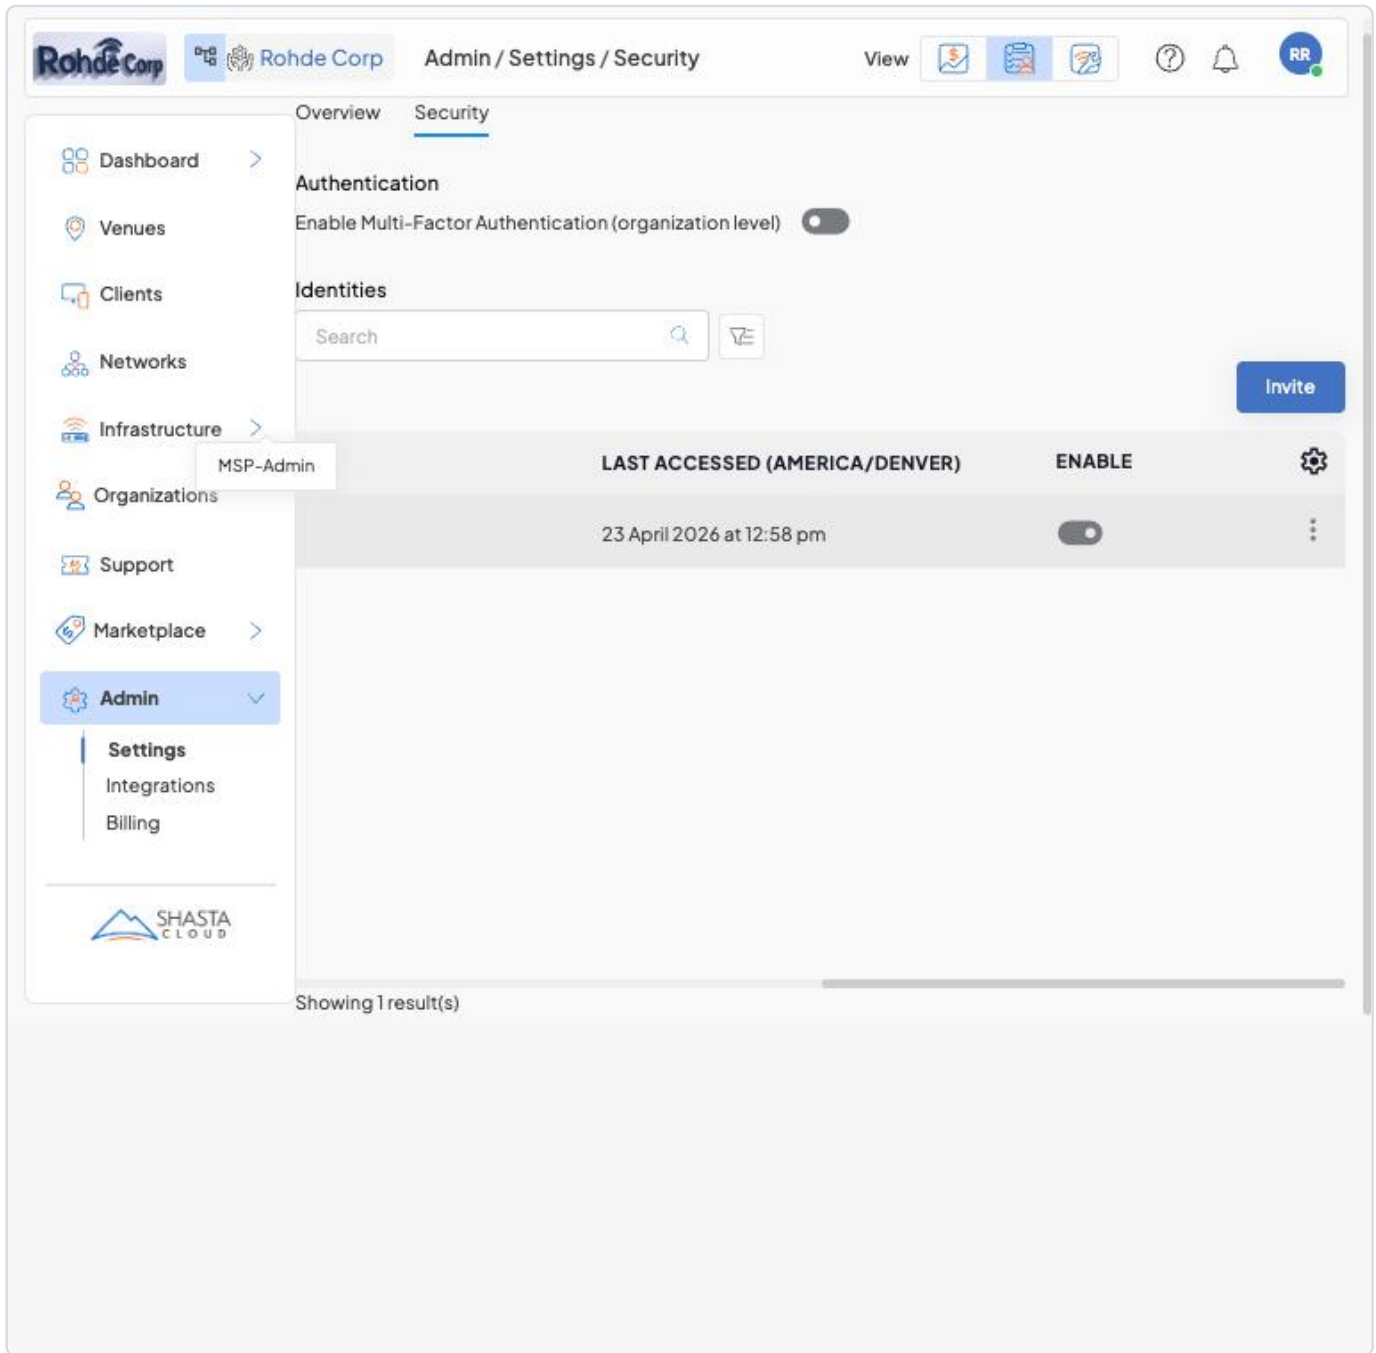 Rohde Corp
Rohde Corp
Admin / Settings / Security
View
RR
Overview
Security
Dashboard
Authentication
Enable Multi-Factor Authentication (organization level)
Venues
Clients
Identities
Search
Networks
Invite
Infrastructure
MSP-Admin
LAST ACCESSED (AMERICA/DENVER)
ENABLE
Organizations
23 April 2026 at 12:58 pm
Support
Marketplace
Admin
Settings
Integrations
Billing
SHASTA
CLOUD
Showing 1 result(s)